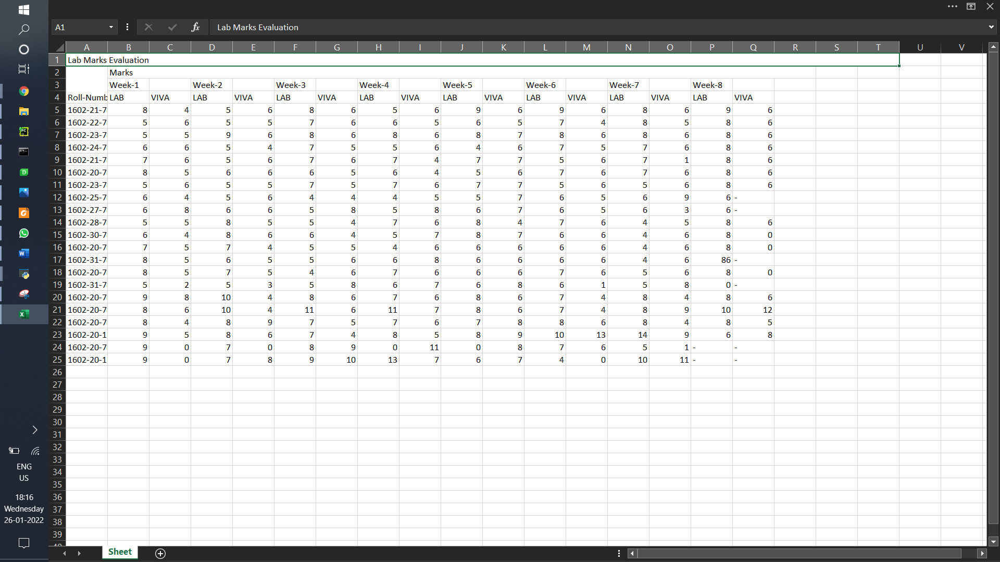 A1
fx
Lab Marks Evaluation
A B C D E F G H I J K L M N O P Q R S T U V
1 Lab Marks Evaluation
2 Marks
3 Week-1 Week-2 Week-3 Week-4 Week-5 Week-6 Week-7 Week-8
4 Roll-Numb LAB VIVA LAB VIVA LAB VIVA LAB VIVA LAB VIVA LAB VIVA LAB VIVA LAB VIVA
5 1602-21-7 8 4 5 6 8 6 5 6 9 6 9 6 8 6 9 6
6 1602-22-7 5 6 5 5 7 6 6 5 6 5 7 4 8 5 8 6
7 1602-23-7 5 5 9 6 8 6 8 6 8 7 8 6 8 6 8 6
8 1602-24-7 6 6 5 4 7 5 5 6 4 6 7 5 7 6 8 6
9 1602-21-7 7 6 5 6 7 6 7 4 7 7 5 6 7 1 8 6
10 1602-20-7 8 5 6 6 6 5 6 4 5 6 7 6 7 6 8 6
11 1602-23-7 5 6 5 5 7 5 7 6 7 7 5 6 5 6 8 6
12 1602-25-7 6 4 5 6 4 4 4 5 5 7 6 5 6 9 6 -
13 1602-27-7 6 8 6 6 5 8 5 8 6 7 6 5 6 3 6 -
14 1602-28-7 5 5 8 5 5 4 7 6 8 4 7 6 4 5 8 6
15 1602-30-7 6 4 8 6 6 4 5 7 8 7 6 6 4 6 8 0
16 1602-20-7 7 5 7 4 5 5 4 6 6 6 6 6 4 6 8 0
17 1602-31-7 8 5 6 5 5 6 6 8 6 6 6 6 4 6 86 -
18 1602-20-7 8 5 7 5 4 6 7 6 6 6 7 6 5 6 8 0
19 1602-31-7 5 2 5 3 5 8 6 7 6 8 6 1 5 8 0 -
20 1602-20-7 9 8 10 4 8 6 7 6 8 6 7 4 8 4 8 6
21 1602-20-7 8 6 10 4 11 6 11 7 8 6 7 4 8 9 10 12
22 1602-20-7 8 4 8 9 7 5 7 6 7 8 8 6 8 4 8 5
23 1602-20-1 9 5 8 6 7 4 8 5 8 9 10 13 14 9 6 8
24 1602-20-7 9 0 7 0 8 9 0 11 0 8 7 6 5 1 - -
25 1602-20-1 9 0 7 8 9 10 13 7 6 7 4 0 10 11 - -
26
27
28
29
30
31
32
33
34
35
36
37
38
39
Sheet
ENG
US
18:16
Wednesday
26-01-2022